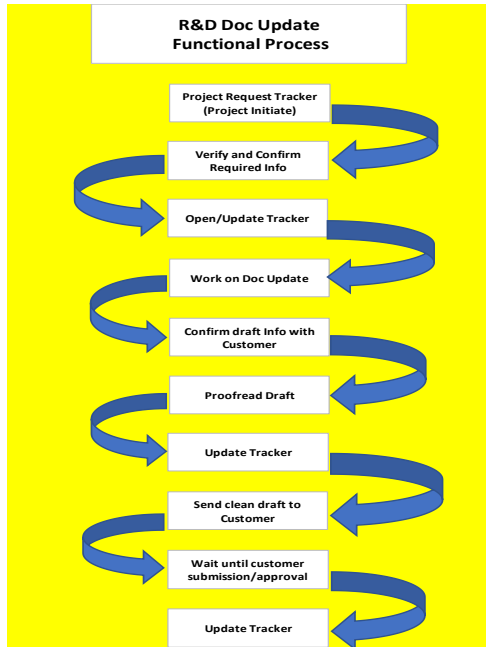 R&D Doc Update
Functional Process
Project Request Tracker
(Project Initiate)
Verify and Confirm
Required Info
Open/Update Tracker
Work on Doc Update
Confirm draft Info with
Customer
Proofread Draft
Update Tracker
Send clean draft to
Customer
Wait until customer
submission/approval
Update Tracker